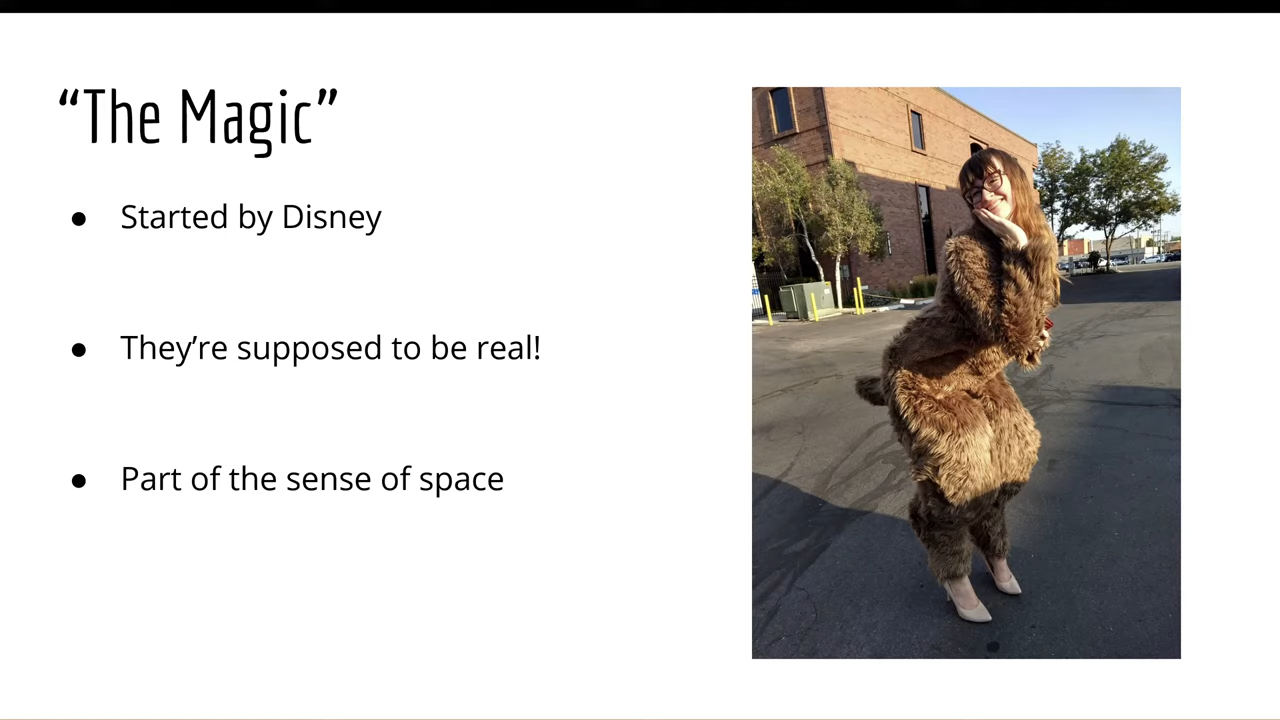 “The Magic”
● Started by Disney
● They’re supposed to be real!
● Part of the sense of space